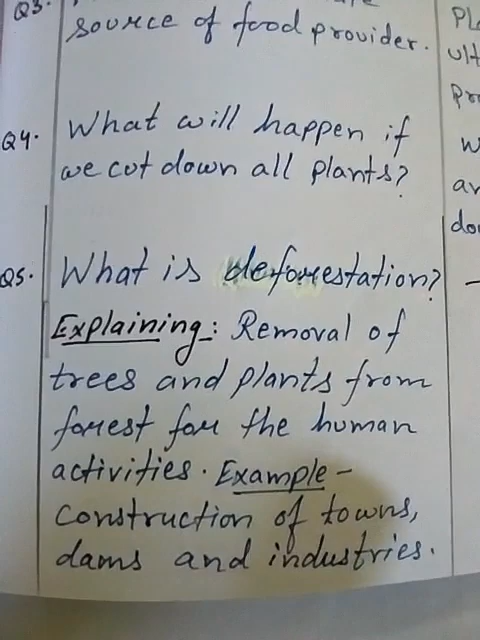 Q3.
source of food provider.
Q4. What will happen if
we cut down all plants?
Q5. What is deforestation?
Explaining: Removal of
trees and plants from
forest for the human
activities. Example -
construction of towns,
dams and industries.